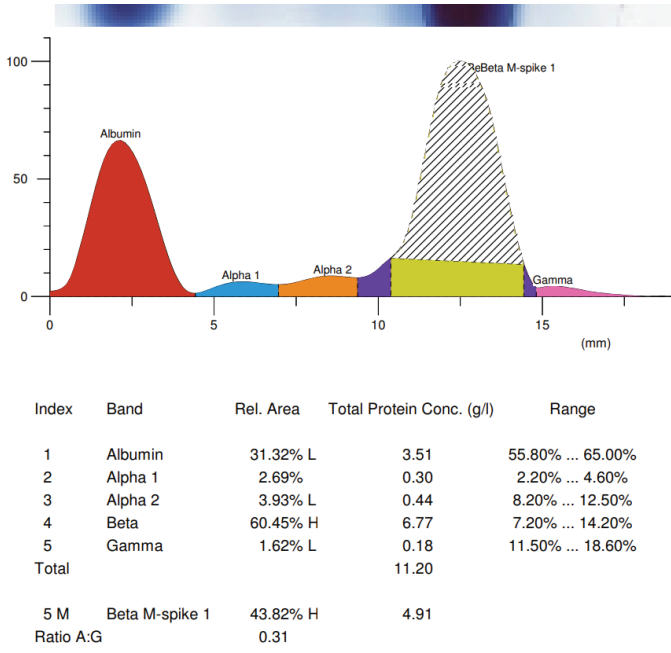 100
ReBeta M-spike 1
Albumin
50
Alpha 1
Alpha 2
Gamma
0
0 5 10 15
(mm)
Index Band Rel. Area Total Protein Conc. (g/l) Range
1 Albumin 31.32% L 3.51 55.80% ... 65.00%
2 Alpha 1 2.69% 0.30 2.20% ... 4.60%
3 Alpha 2 3.93% L 0.44 8.20% ... 12.50%
4 Beta 60.45% H 6.77 7.20% ... 14.20%
5 Gamma 1.62% L 0.18 11.50% ... 18.60%
Total 11.20
5 M Beta M-spike 1 43.82% H 4.91
Ratio A:G 0.31